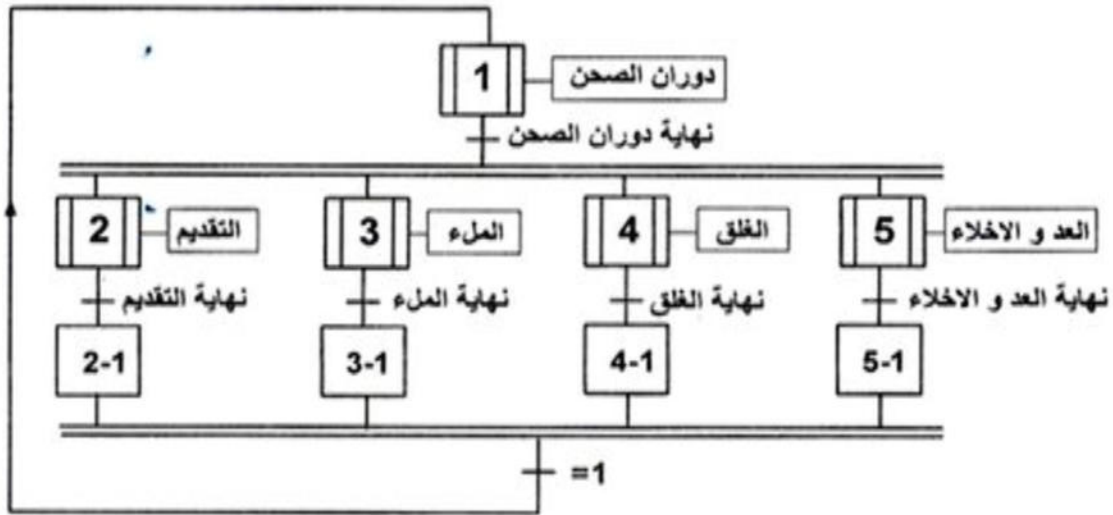 1
دوران الصحن
نهاية دوران الصحن
2
التقديم
3
الملء
4
الغلق
5
العد و الاخلاء
نهاية التقديم
نهاية الملء
نهاية الغلق
نهاية العد و الاخلاء
2-1
3-1
4-1
5-1
=1